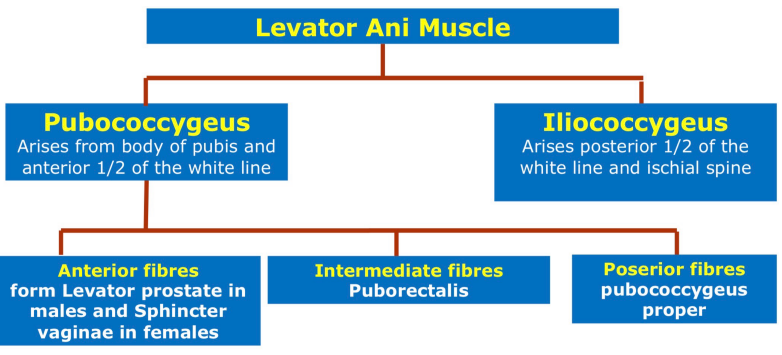 Levator Ani Muscle
Pubococcygeus
Arises from body of pubis and
anterior 1/2 of the white line
Iliococcygeus
Arises posterior 1/2 of the
white line and ischial spine
Anterior fibres
form Levator prostate in
males and Sphincter
vaginae in females
Intermediate fibres
Puborectalis
Poserior fibres
pubococcygeus
proper